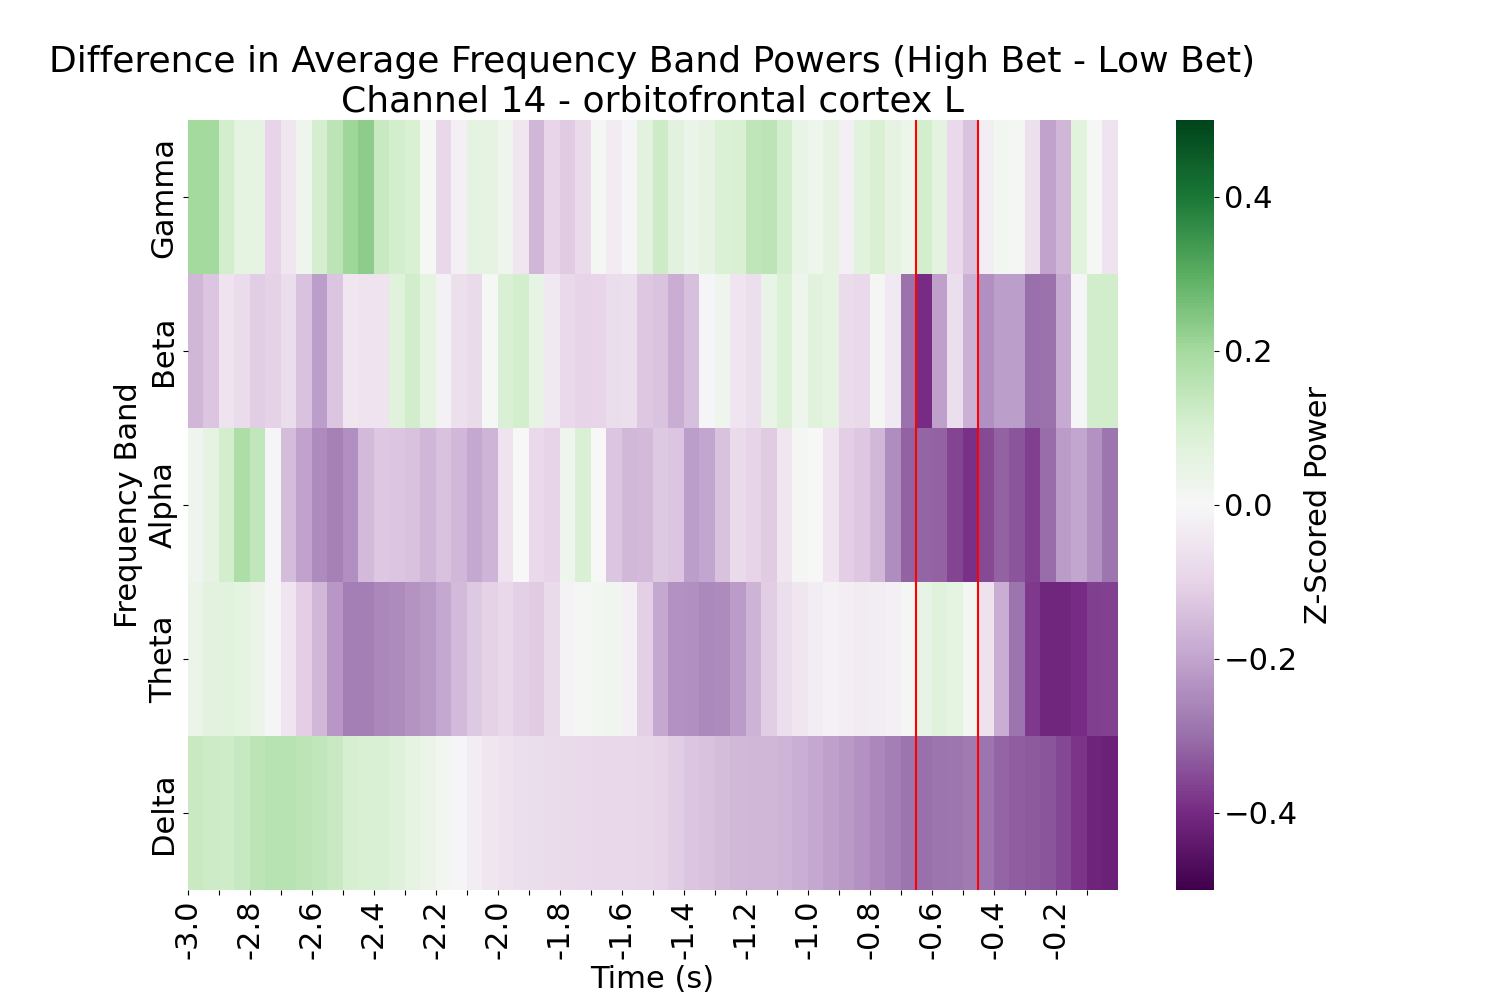 Difference in Average Frequency Band Powers (High Bet - Low Bet)
Channel 14 - orbitofrontal cortex L
Frequency Band
Gamma
Beta
Alpha
Theta
Delta
-3.0 -2.8 -2.6 -2.4 -2.2 -2.0 -1.8 -1.6 -1.4 -1.2 -1.0 -0.8 -0.6 -0.4 -0.2
Time (s)
0.4
0.2
0.0
−0.2
−0.4
Z-Scored Power